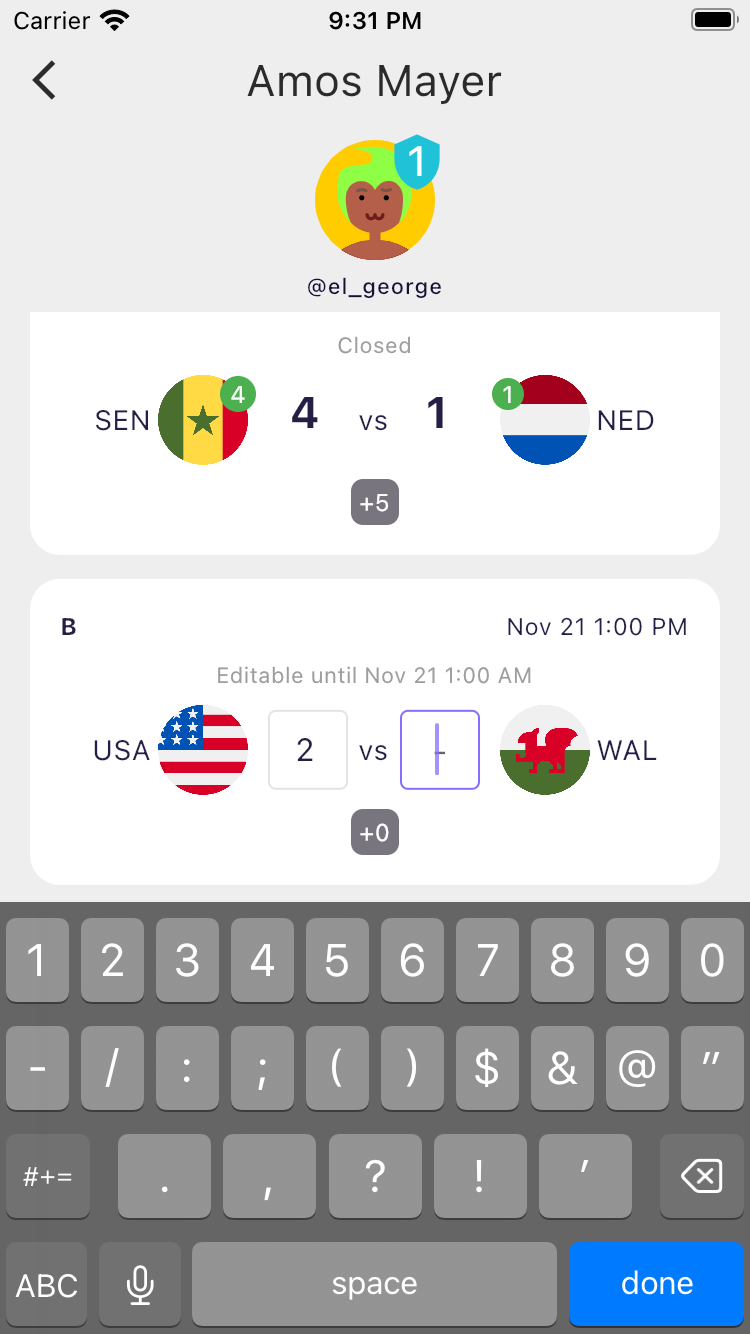 Carrier 9:31 PM
Amos Mayer
1
@el_george
Closed
SEN 4 4 vs 1 1 NED
+5
B Nov 21 1:00 PM
Editable until Nov 21 1:00 AM
USA 2 vs - WAL
+0
1 2 3 4 5 6 7 8 9 0
- / : ; ( ) $ & @ "
#+= . , ? ! '
ABC space done